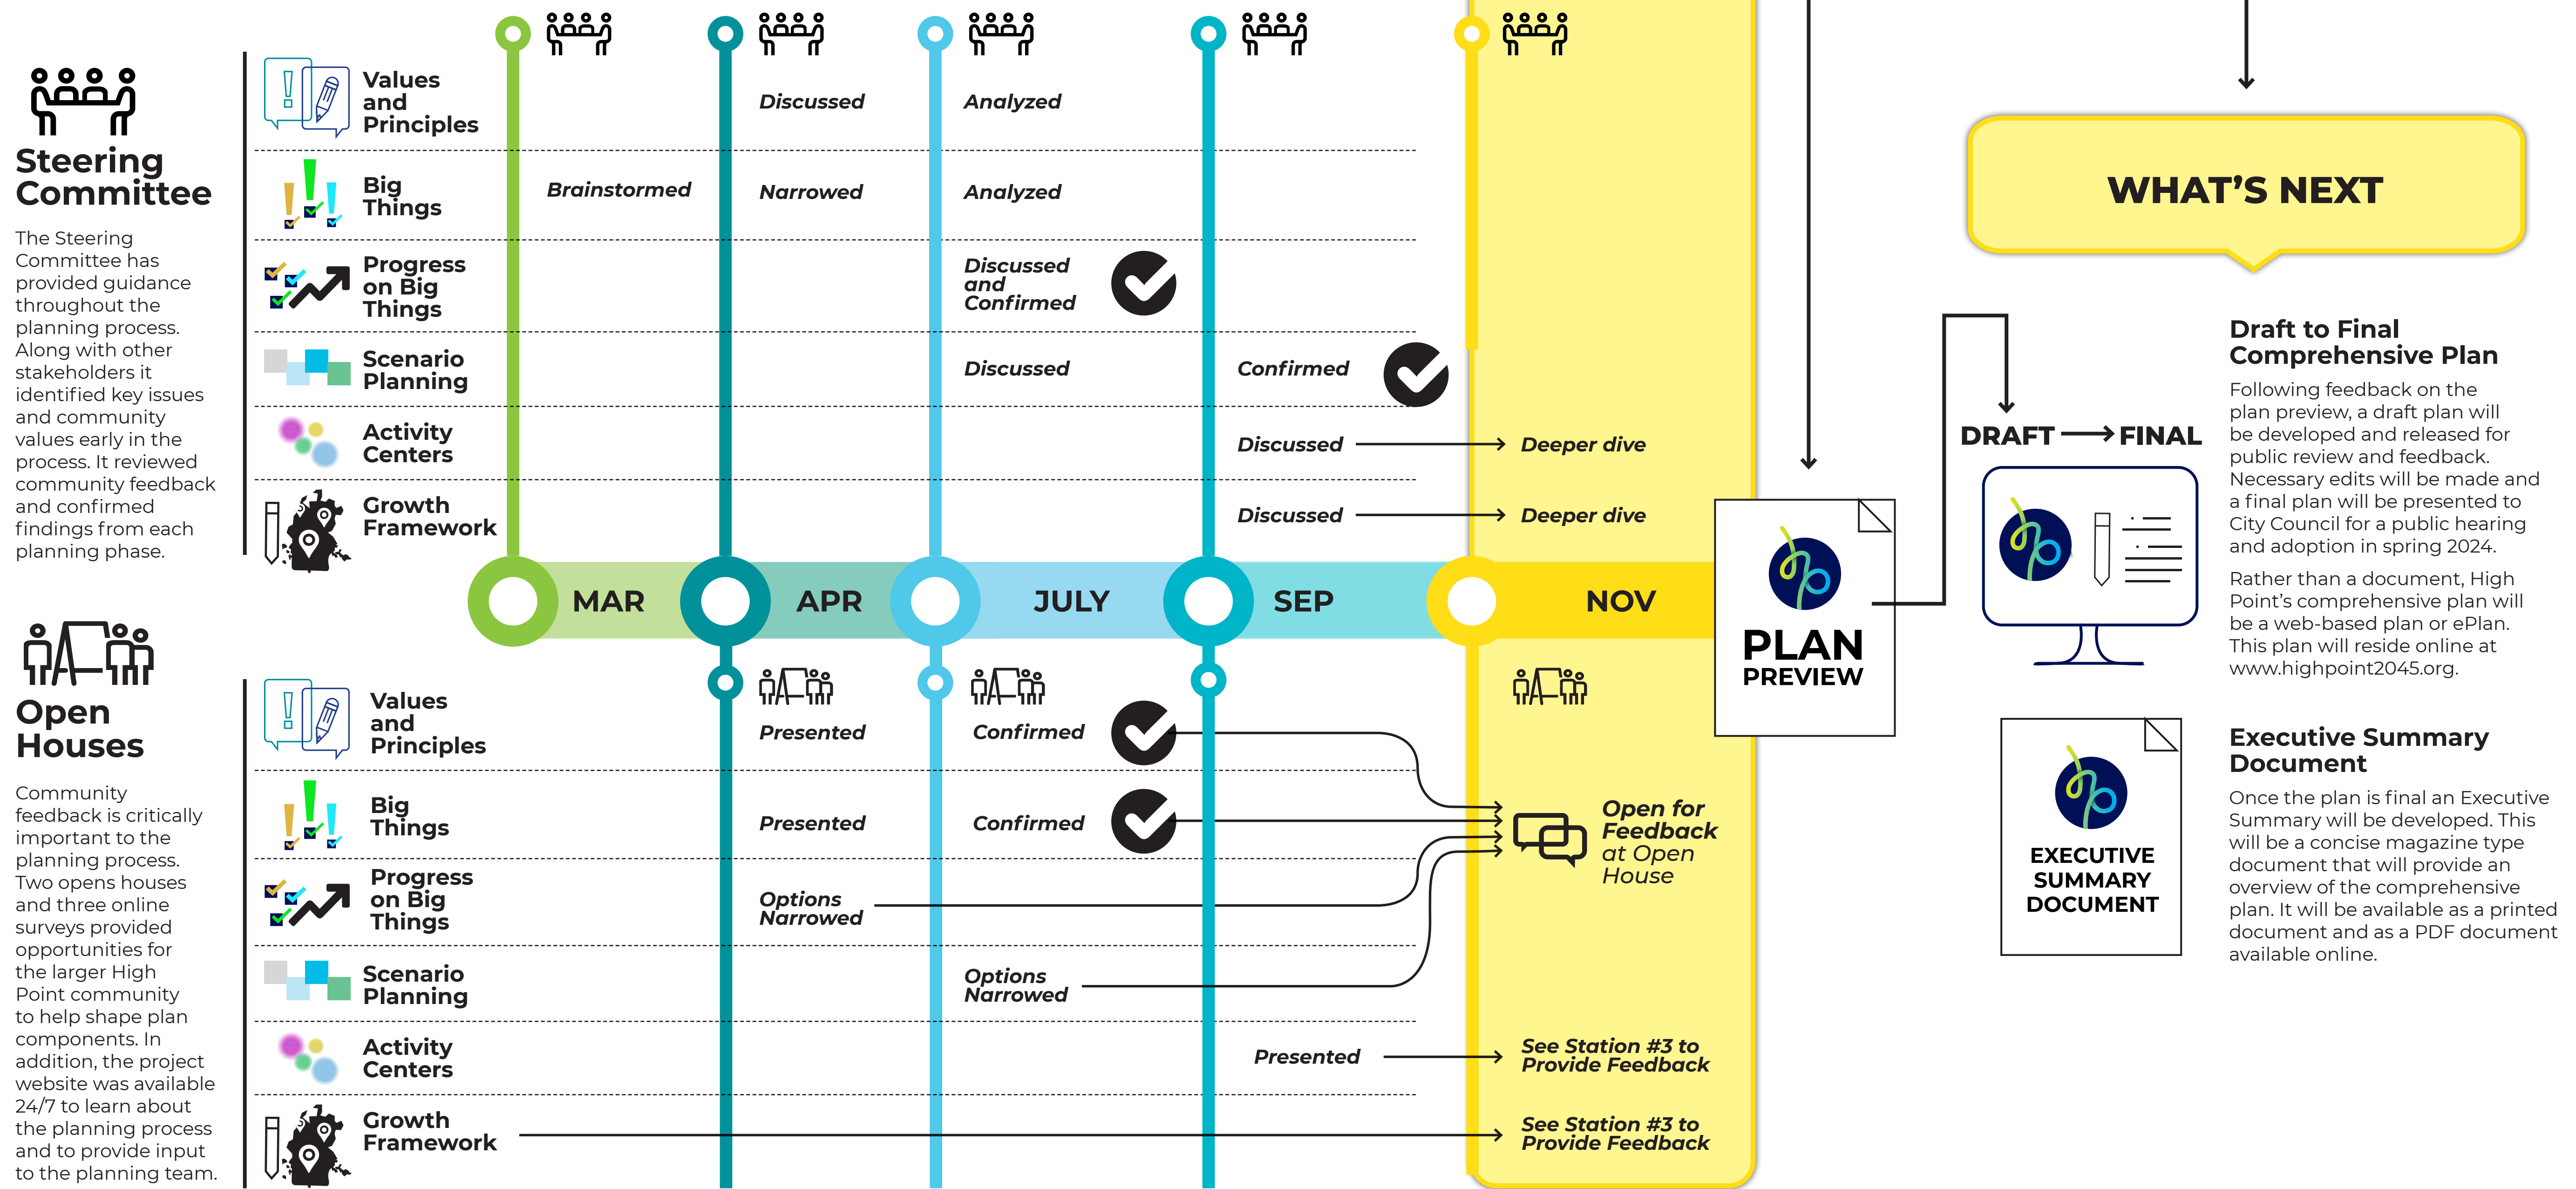 Steering
Committee
The Steering
Committee has
provided guidance
throughout the
planning process.
Along with other
stakeholders it
identified key issues
and community
values early in the
process. It reviewed
community feedback
and confirmed
findings from each
planning phase.
Values
and
Principles
Discussed
Analyzed
Big
Things
Brainstormed
Narrowed
Analyzed
Progress
on Big
Things
Discussed
and
Confirmed
Scenario
Planning
Discussed
Confirmed
Activity
Centers
Discussed
Deeper dive
Growth
Framework
Discussed
Deeper dive
MAR
APR
JULY
SEP
NOV
Open
Houses
Community
feedback is critically
important to the
planning process.
Two opens houses
and three online
surveys provided
opportunities for
the larger High
Point community
to help shape plan
components. In
addition, the project
website was available
24/7 to learn about
the planning process
and to provide input
to the planning team.
Values
and
Principles
Presented
Confirmed
Big
Things
Presented
Confirmed
Progress
on Big
Things
Options
Narrowed
Scenario
Planning
Options
Narrowed
Open for
Feedback
at Open
House
Activity
Centers
Presented
See Station #3 to
Provide Feedback
Growth
Framework
See Station #3 to
Provide Feedback
PLAN
PREVIEW
WHAT'S NEXT
DRAFT
FINAL
Draft to Final
Comprehensive Plan
Following feedback on the
plan preview, a draft plan will
be developed and released for
public review and feedback.
Necessary edits will be made and
a final plan will be presented to
City Council for a public hearing
and adoption in spring 2024.
Rather than a document, High
Point's comprehensive plan will
be a web-based plan or ePlan.
This plan will reside online at
www.highpoint2045.org.
EXECUTIVE
SUMMARY
DOCUMENT
Executive Summary
Document
Once the plan is final an Executive
Summary will be developed. This
will be a concise magazine type
document that will provide an
overview of the comprehensive
plan. It will be available as a printed
document and as a PDF document
available online.